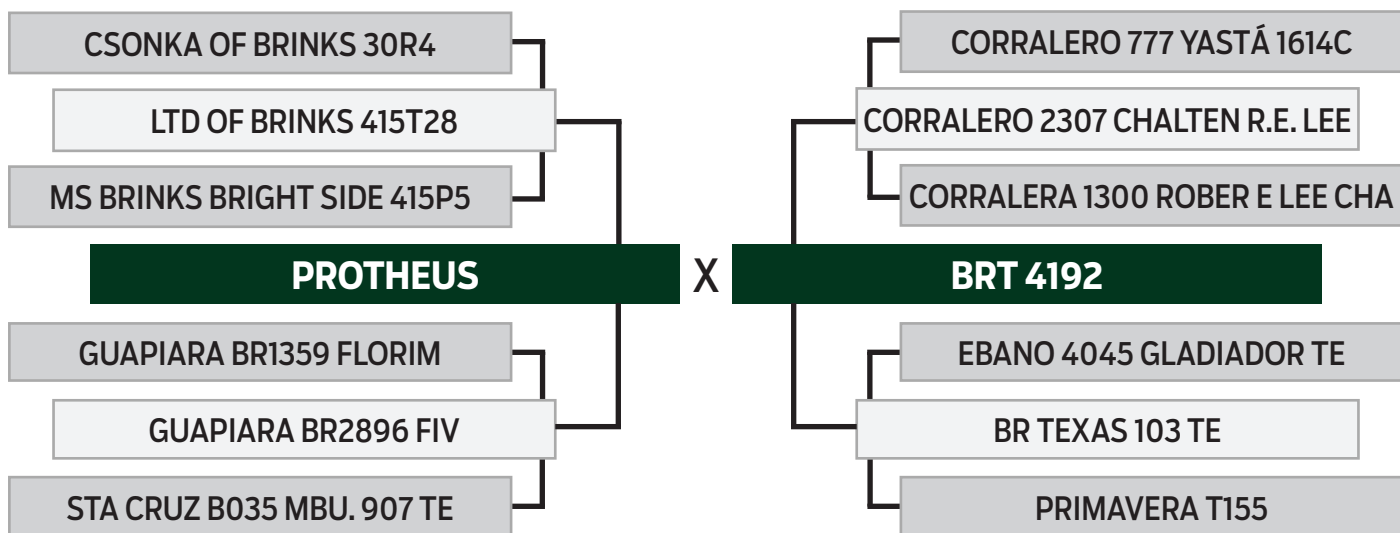 CSONKA OF BRINKS 30R4
LTD OF BRINKS 415T28
MS BRINKS BRIGHT SIDE 415P5
CORRALERO 777 YASTÁ 1614C
CORRALERO 2307 CHALTEN R.E. LEE
CORRALERA 1300 ROBER E LEE CHA
PROTHEUS X BRT 4192
GUAPIARA BR1359 FLORIM
GUAPIARA BR2896 FIV
STA CRUZ B035 MBU. 907 TE
EBANO 4045 GLADIADOR TE
BR TEXAS 103 TE
PRIMAVERA T155